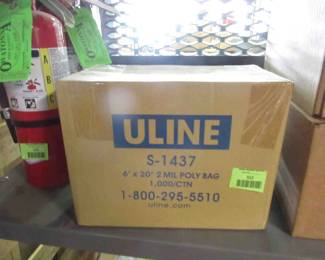 ULINE
S-1437
6" x 20" 2 MIL POLY BAG
1,000/CTN
1-800-295-5510
uline.com
A
B
C